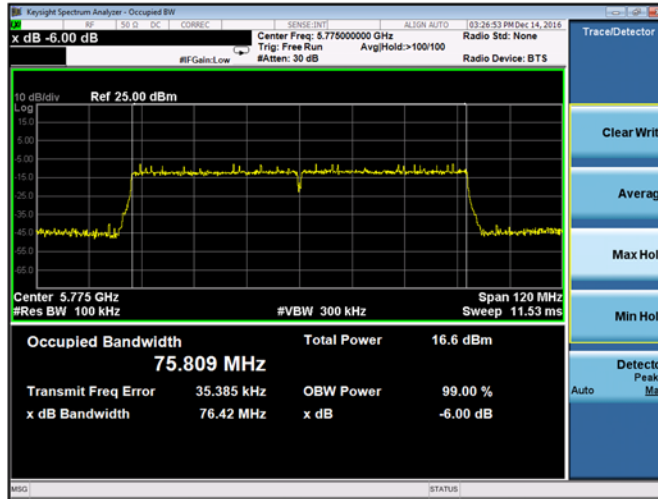 Keysight Spectrum Analyzer - Occupied BW
RF 50 Ω DC CORREC SENSE:INT ALIGN AUTO 03:26:53 PM Dec 14, 2016
x dB -6.00 dB
Center Freq: 5.775000000 GHz
Radio Std: None
Trig: Free Run Avg|Hold:>100/100
#IFGain:Low #Atten: 30 dB
Radio Device: BTS
Trace/Detector
10 dB/div Ref 25.00 dBm
Log
15.0
5.00
-5.00
-15.0
-25.0
-35.0
-45.0
-55.0
-65.0
Center 5.775 GHz Span 120 MHz
#Res BW 100 kHz #VBW 300 kHz Sweep 11.53 ms
Occupied Bandwidth Total Power 16.6 dBm
75.809 MHz
Transmit Freq Error 35.385 kHz OBW Power 99.00 %
x dB Bandwidth 76.42 MHz x dB -6.00 dB
Clear Writ
Averag
Max Hol
Min Hol
Detecto
Peak
Auto Ma
MSG STATUS